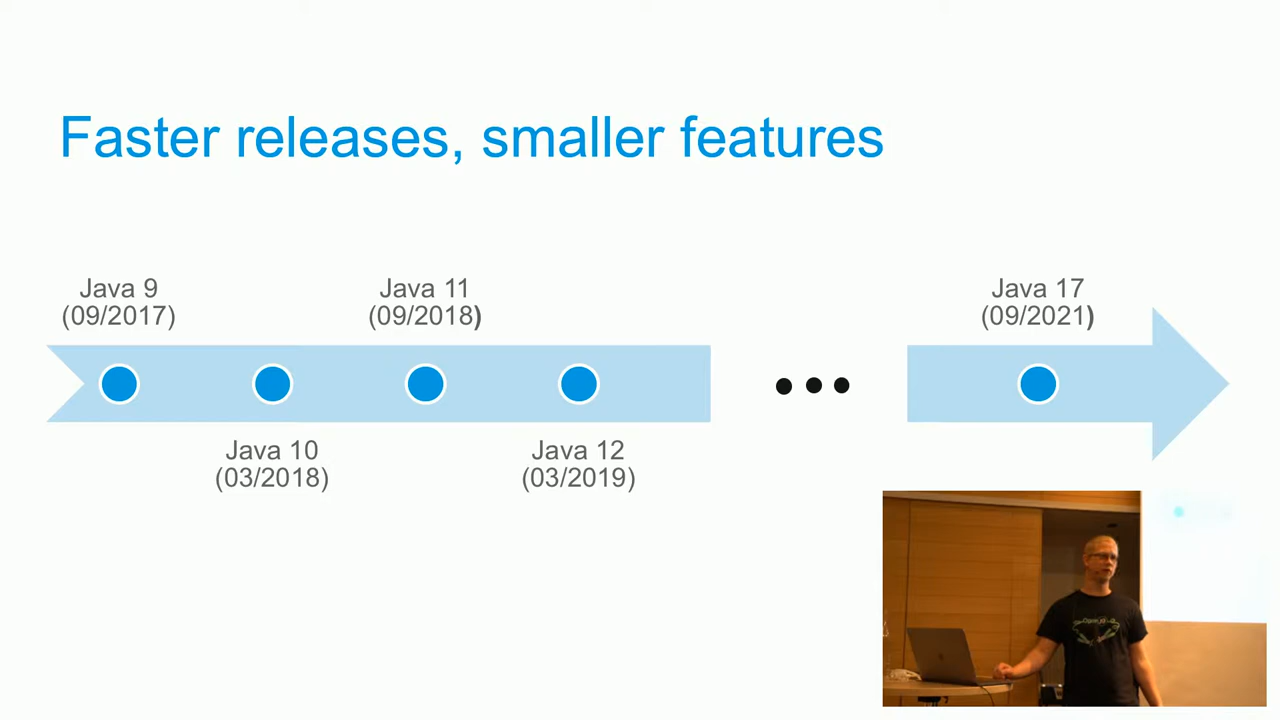 Faster releases, smaller features
Java 9
(09/2017)
Java 11
(09/2018)
Java 17
(09/2021)
Java 10
(03/2018)
Java 12
(03/2019)